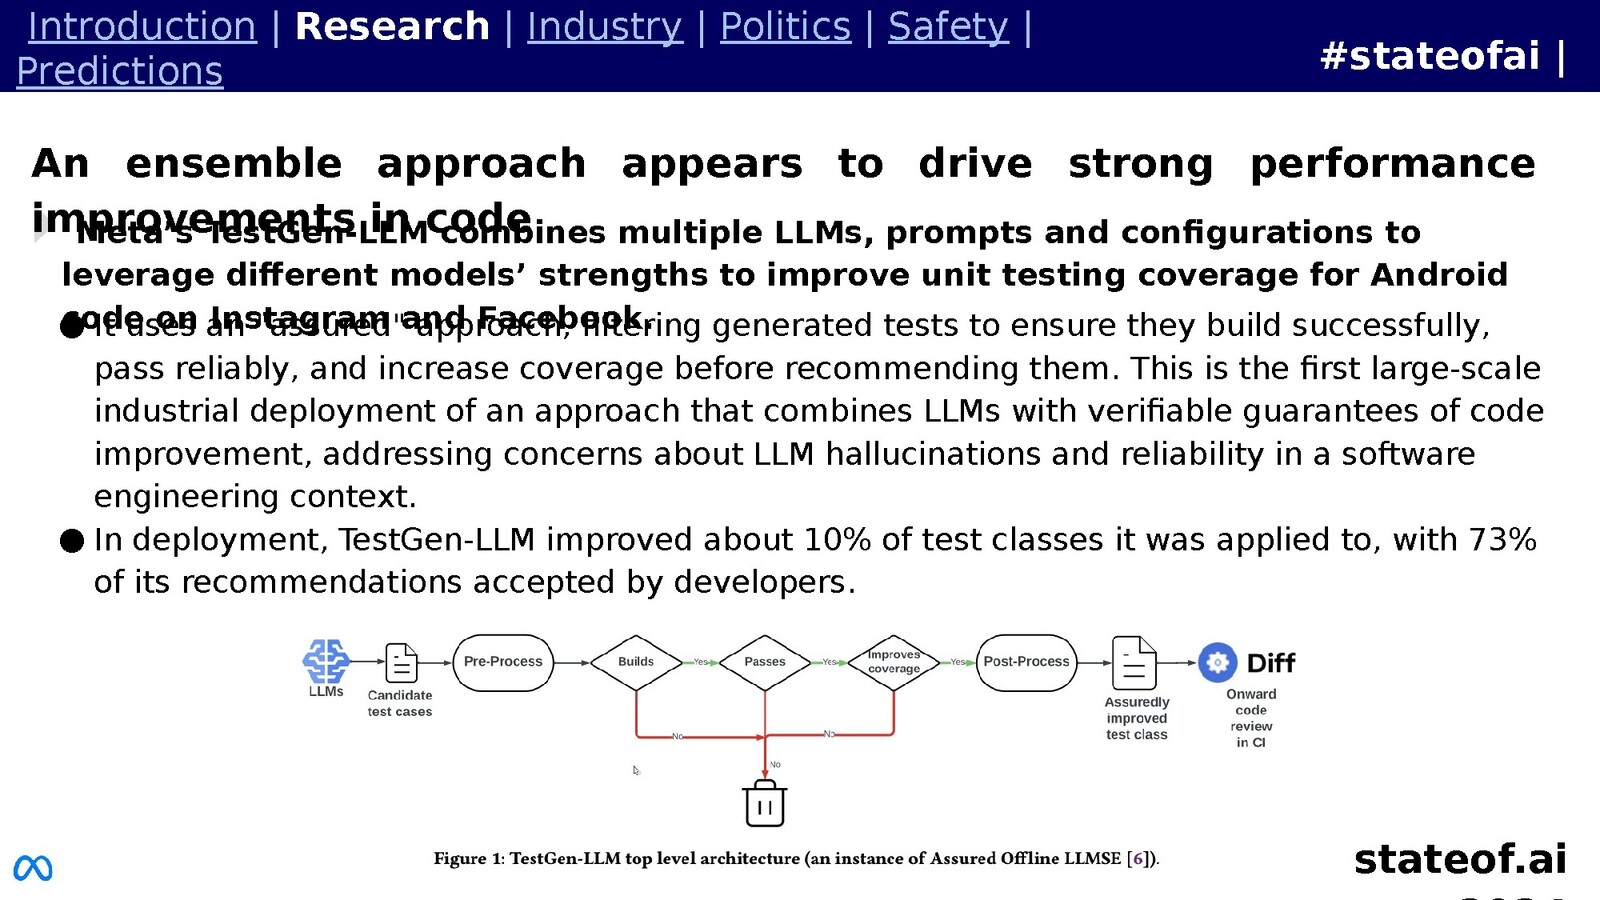 Introduction | Research | Industry | Politics | Safety |
Predictions
#stateofai |
An ensemble approach appears to drive strong performance
improvements in code
Meta’s TestGen-LLM combines multiple LLMs, prompts and configurations to
leverage different models’ strengths to improve unit testing coverage for Android
code on Instagram and Facebook.
● It uses an "assured" approach, filtering generated tests to ensure they build successfully,
pass reliably, and increase coverage before recommending them. This is the first large-scale
industrial deployment of an approach that combines LLMs with verifiable guarantees of code
improvement, addressing concerns about LLM hallucinations and reliability in a software
engineering context.
● In deployment, TestGen-LLM improved about 10% of test classes it was applied to, with 73%
of its recommendations accepted by developers.
LLMs
Candidate
test cases
Pre-Process
Builds
Yes
Passes
Yes
Improves
coverage
Yes
Post-Process
Assuredly
improved
test class
Diff
Onward
code
review
in CI
No
No
No
Figure 1: TestGen-LLM top level architecture (an instance of Assured Offline LLMSE [6]).
stateof.ai